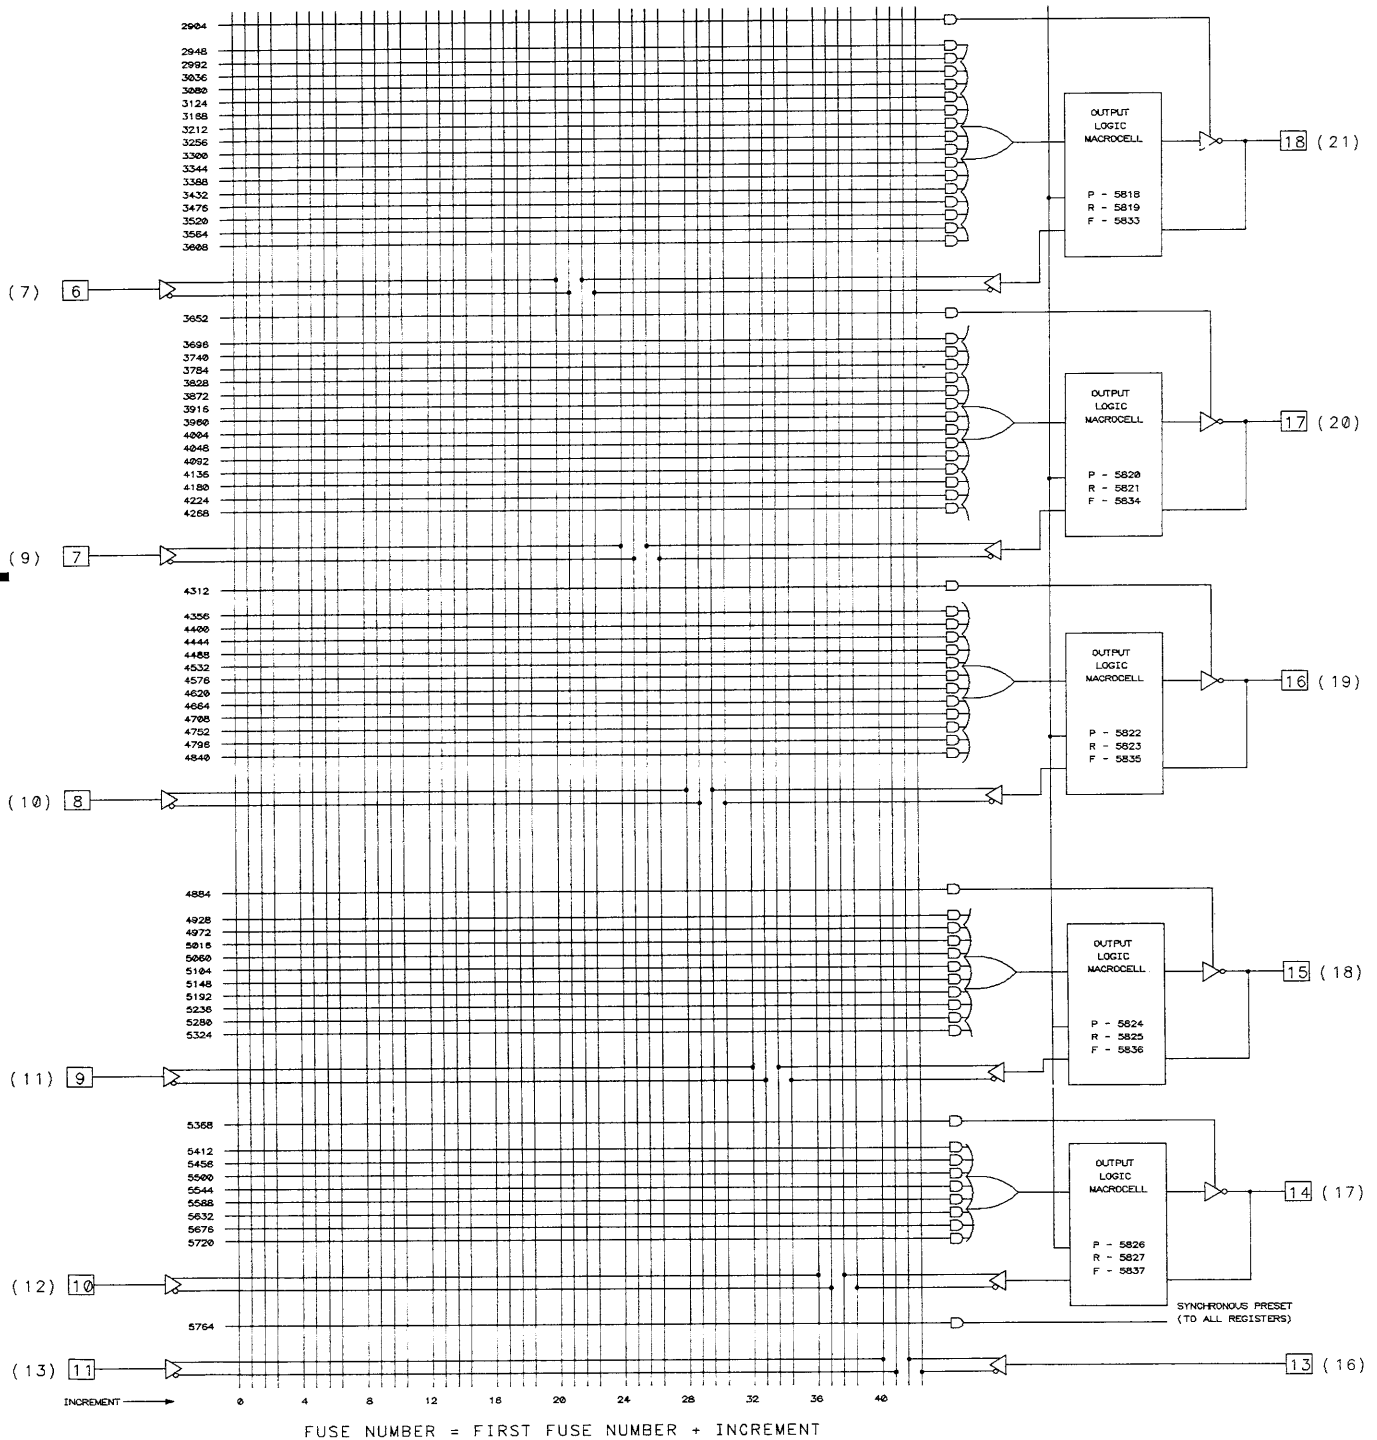 2904
2948
2992
3036
3080
3124
3168
3212
3256
3300
3344
3388
3432
3476
3520
3564
3608
OUTPUT
LOGIC
MACROCELL
P - 5818
R - 5819
F - 5833
18 (21)
(7) 6
3652
3696
3740
3784
3828
3872
3916
3960
4004
4048
4092
4136
4180
4224
4268
OUTPUT
LOGIC
MACROCELL
P - 5820
R - 5821
F - 5834
17 (20)
(9) 7
4312
4356
4400
4444
4488
4532
4576
4620
4664
4708
4752
4796
4840
OUTPUT
LOGIC
MACROCELL
P - 5822
R - 5823
F - 5835
16 (19)
(10) 8
4884
4928
4972
5016
5060
5104
5148
5192
5236
5280
5324
OUTPUT
LOGIC
MACROCELL
P - 5824
R - 5825
F - 5836
15 (18)
(11) 9
5368
5412
5456
5500
5544
5588
5632
5676
5720
OUTPUT
LOGIC
MACROCELL
P - 5826
R - 5827
F - 5837
14 (17)
(12) 10
SYNCHRONOUS PRESET
(TO ALL REGISTERS)
5764
(13) 11
13 (16)
INCREMENT 0 4 8 12 16 20 24 28 32 36 40
FUSE NUMBER = FIRST FUSE NUMBER + INCREMENT